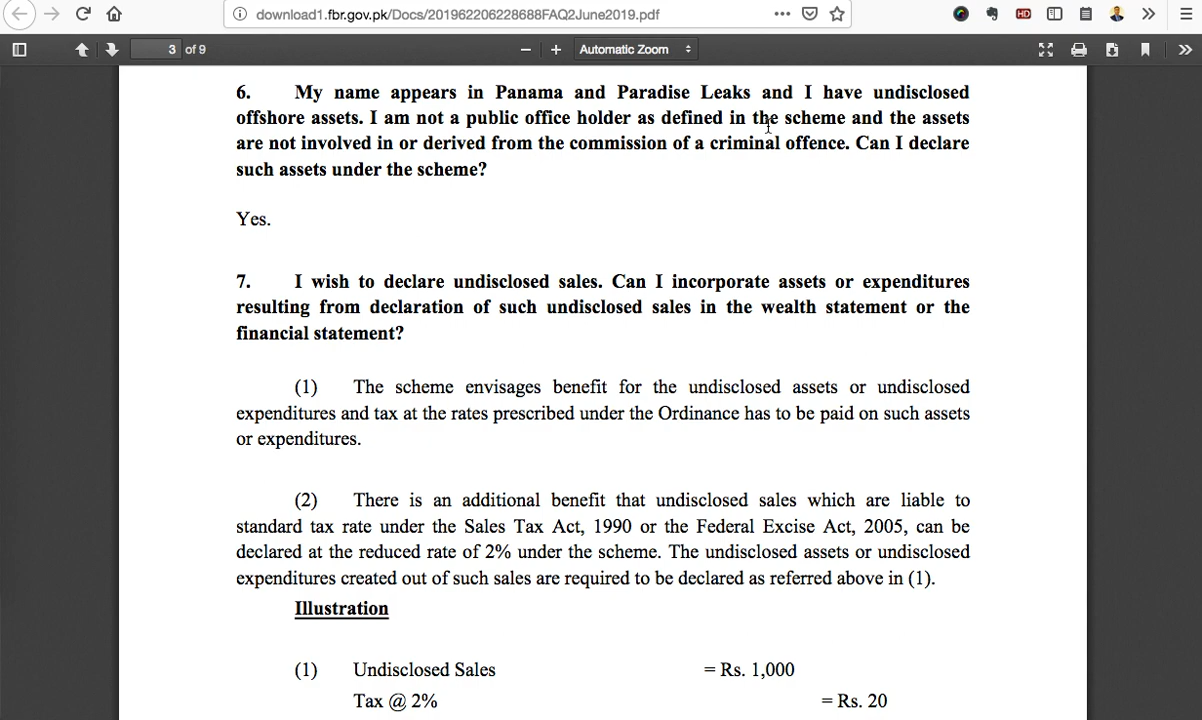 download1.fbr.gov.pk/Docs/201962206228688FAQ2June2019.pdf
HD
3 of 9
Automatic Zoom
6. My name appears in Panama and Paradise Leaks and I have undisclosed
offshore assets. I am not a public office holder as defined in the scheme and the assets
are not involved in or derived from the commission of a criminal offence. Can I declare
such assets under the scheme?
Yes.
7. I wish to declare undisclosed sales. Can I incorporate assets or expenditures
resulting from declaration of such undisclosed sales in the wealth statement or the
financial statement?
(1) The scheme envisages benefit for the undisclosed assets or undisclosed
expenditures and tax at the rates prescribed under the Ordinance has to be paid on such assets
or expenditures.
(2) There is an additional benefit that undisclosed sales which are liable to
standard tax rate under the Sales Tax Act, 1990 or the Federal Excise Act, 2005, can be
declared at the reduced rate of 2% under the scheme. The undisclosed assets or undisclosed
expenditures created out of such sales are required to be declared as referred above in (1).
Illustration
(1) Undisclosed Sales = Rs. 1,000
Tax @ 2% = Rs. 20